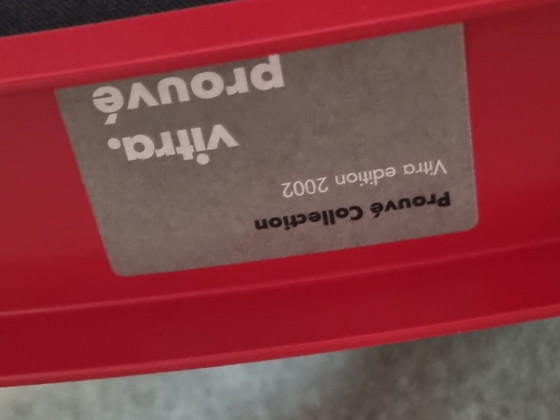 Prouvé Collection
Vitra edition 2002
vitra.
prouvé